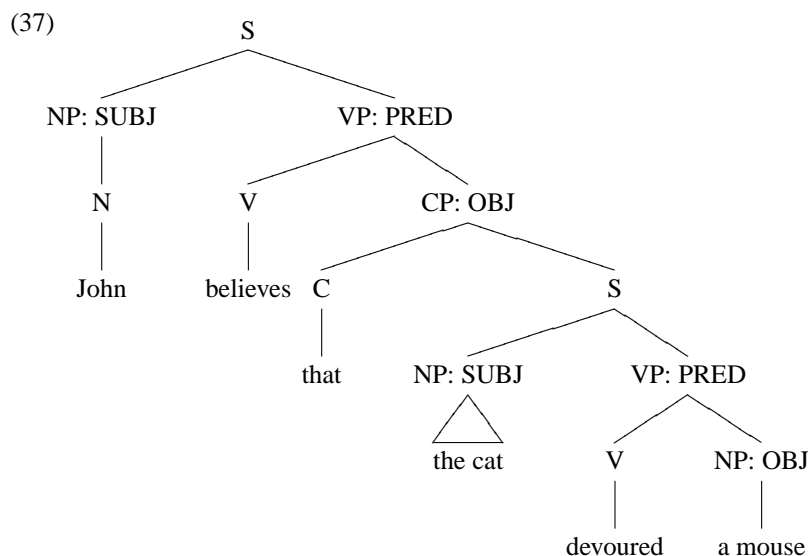 (37)
S
NP: SUBJ VP: PRED
N V CP: OBJ
John believes C S
that NP: SUBJ VP: PRED
the cat V NP: OBJ
devoured a mouse